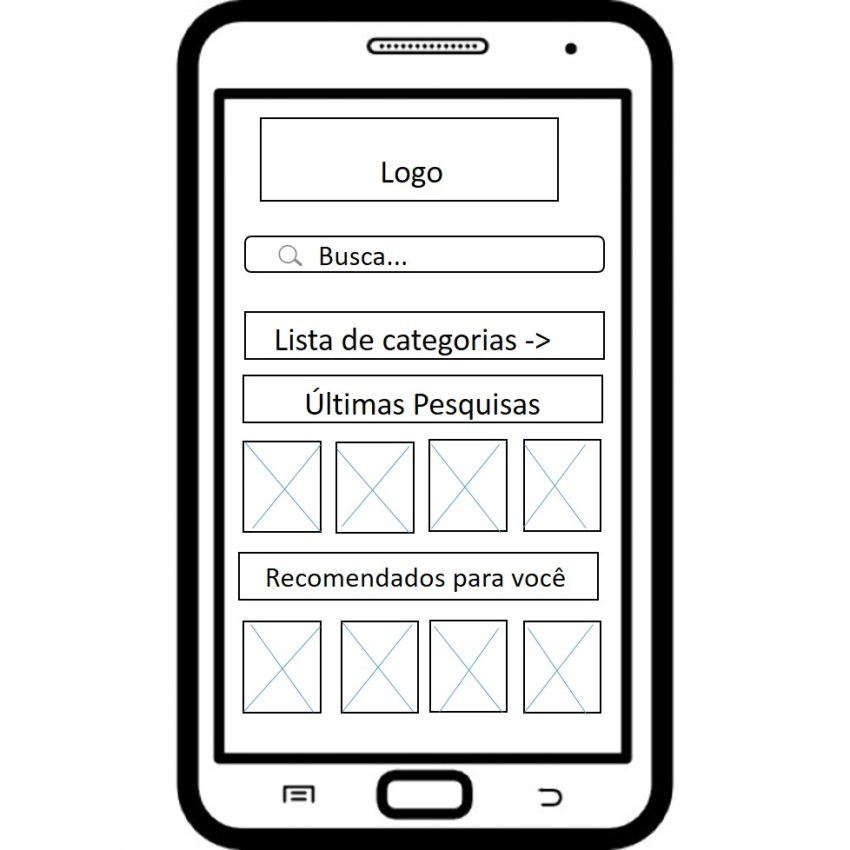 Logo
Busca...
Lista de categorias ->
Últimas Pesquisas
Recomendados para você